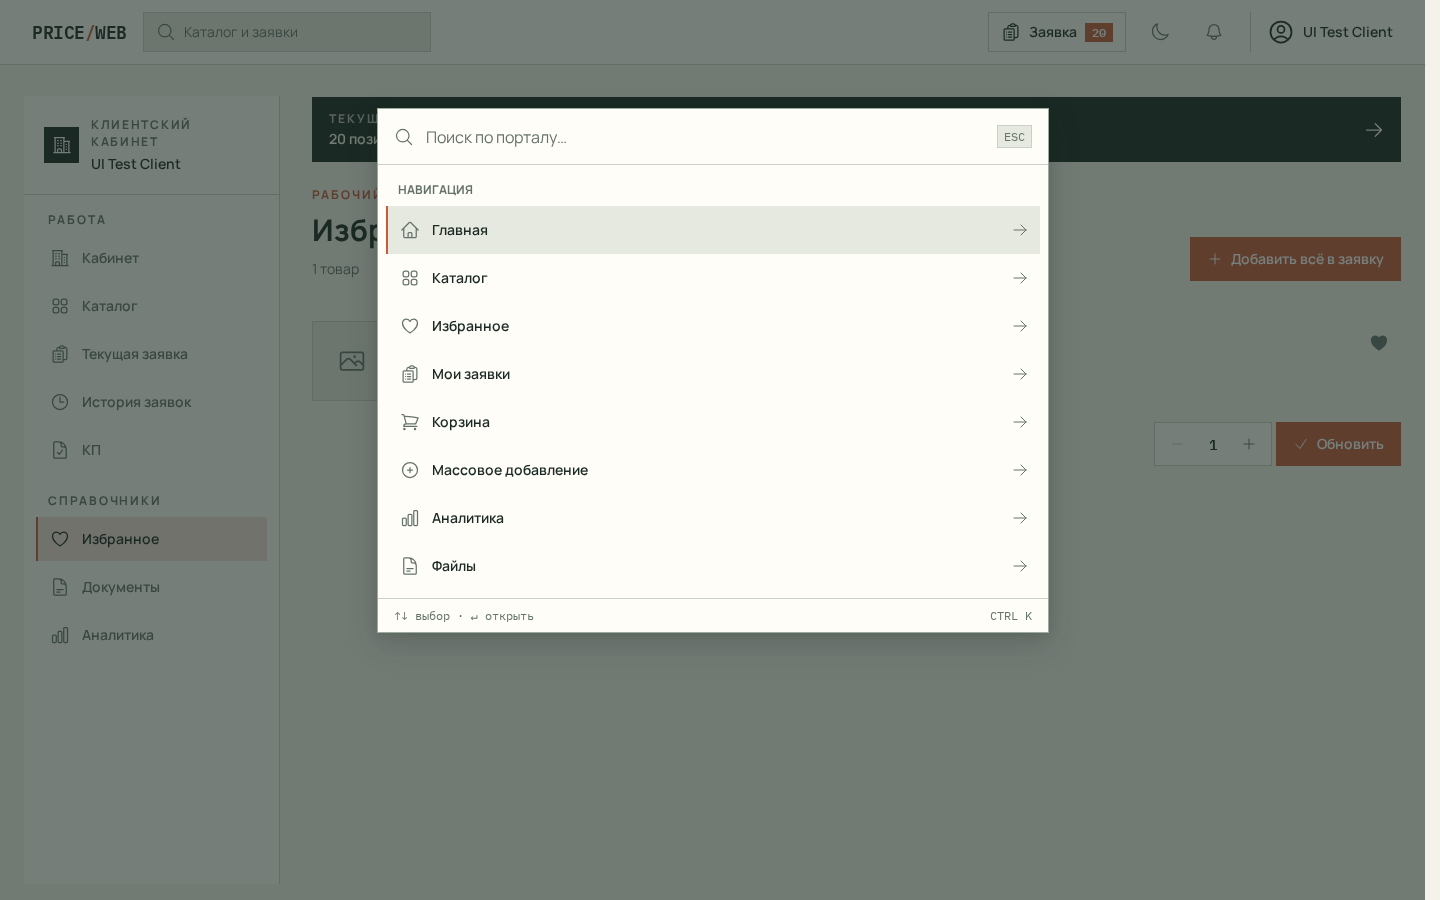 PRICE/WEB
Каталог и заявки
Заявка 20
UI Test Client
КЛИЕНТСКИЙ
КАБИНЕТ
UI Test Client
РАБОТА
Кабинет
Каталог
Текущая заявка
История заявок
КП
СПРАВОЧНИКИ
Избранное
Документы
Аналитика
1 товар
Добавить всё в заявку
1
Обновить
Поиск по порталу…
ESC
НАВИГАЦИЯ
Главная
Каталог
Избранное
Мои заявки
Корзина
Массовое добавление
Аналитика
Файлы
↑↓ выбор · ↵ открыть
CTRL K